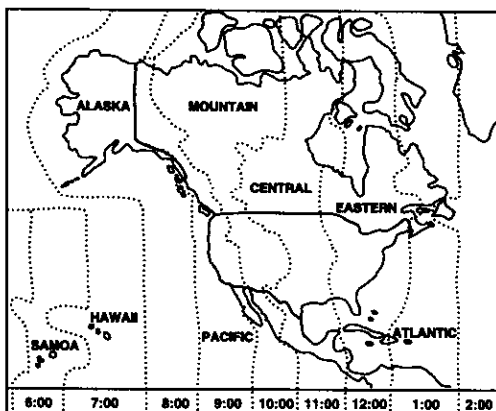 ALASKA
MOUNTAIN
CENTRAL
EASTERN
HAWAII
SAMOA
PACIFIC
ATLANTIC
6:00 7:00 8:00 9:00 10:00 11:00 12:00 1:00 2:00